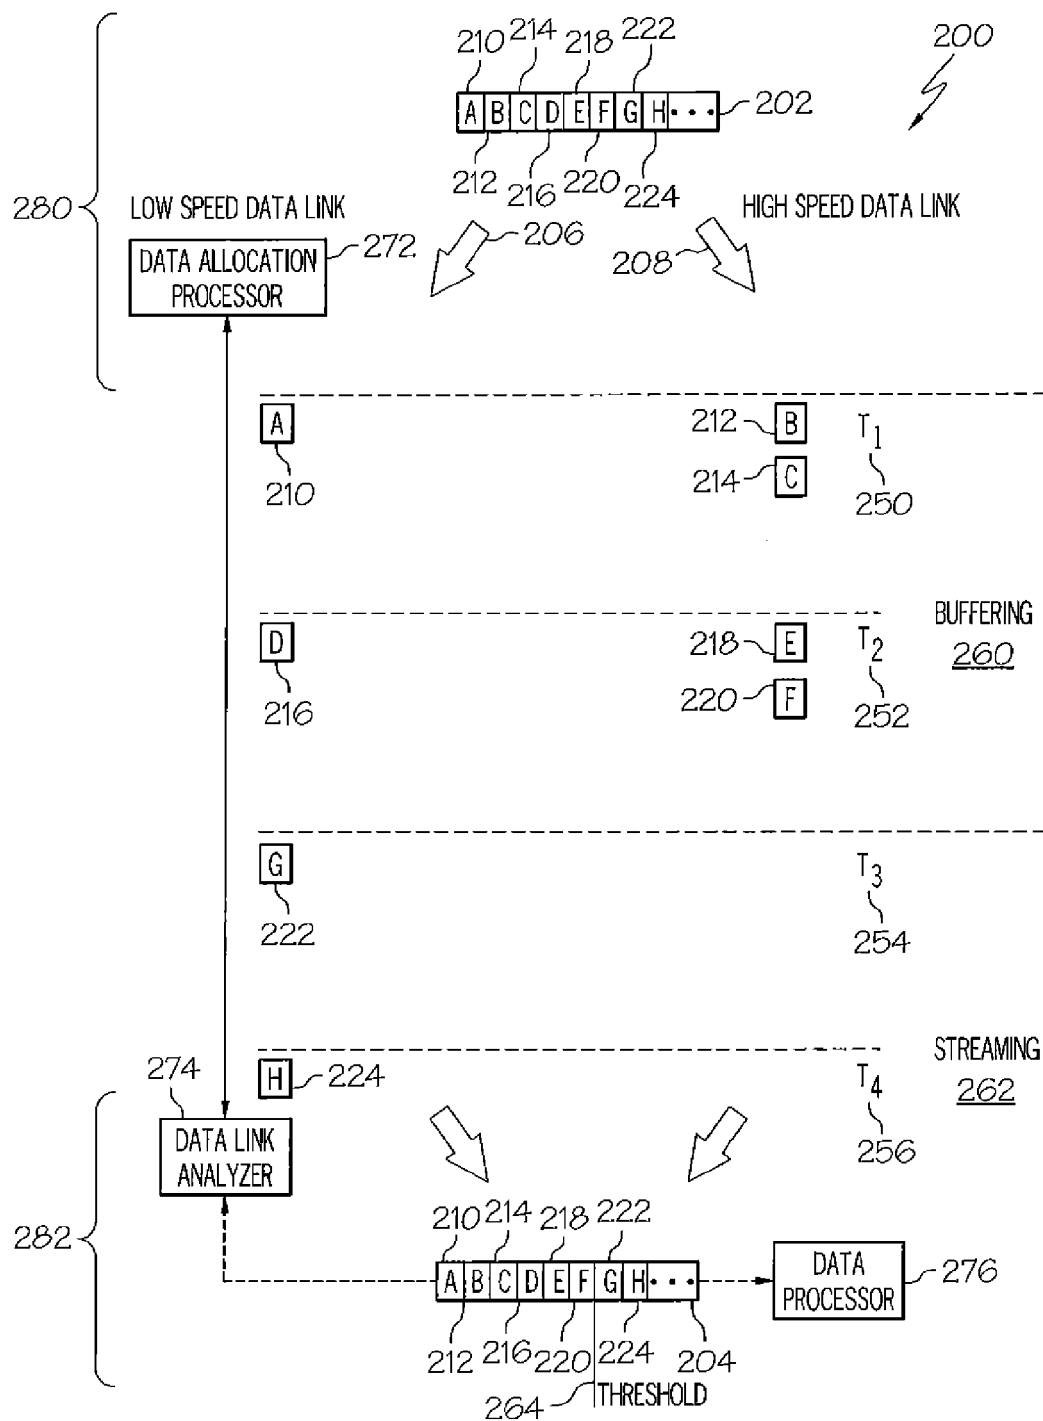 210 214 218 222 200
A B C D E F G H ••• 202
212 216 220 224
280 LOW SPEED DATA LINK HIGH SPEED DATA LINK
206 208
DATA ALLOCATION PROCESSOR 272
A 212 B T1
210 214 C 250
BUFFERING
260
D 218 E T2
216 220 F 252
G T3
222 254
STREAMING
262
274 H 224 T4
256
DATA LINK
ANALYZER
282
210 214 218 222
A B C D E F G H •••
212 216 220 224 204
DATA
PROCESSOR
276
264 THRESHOLD